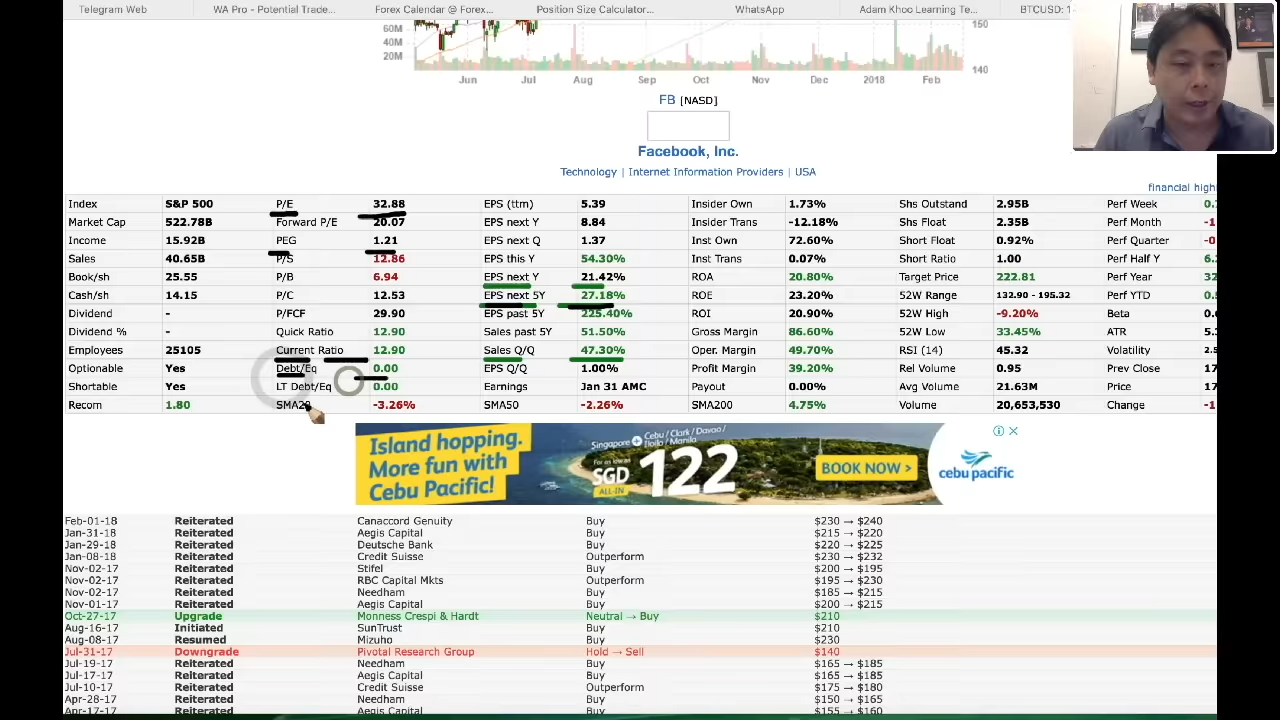 Telegram Web WA Pro - Potential Trade... Forex Calendar @ Forex... Position Size Calculator... WhatsApp Adam Khoo Learning Te... BTCUSD: 1
60M 150
40M
20M 140
Jun Jul Aug Sep Oct Nov Dec 2018 Feb
FB [NASD]
Facebook, Inc.
Technology | Internet Information Providers | USA
financial high
Index S&P 500 P/E 32.88 EPS (ttm) 5.39 Insider Own 1.73% Shs Outstand 2.95B Perf Week
Market Cap 522.78B Forward P/E 20.07 EPS next Y 8.84 Insider Trans -12.18% Shs Float 2.35B Perf Month
Income 15.92B PEG 1.21 EPS next Q 1.37 Inst Own 72.60% Short Float 0.92% Perf Quarter
Sales 40.65B P/S 12.86 EPS this Y 54.30% Inst Trans 0.07% Short Ratio 1.00 Perf Half Y
Book/sh 25.55 P/B 6.94 EPS next Y 21.42% ROA 20.80% Target Price 222.81 Perf Year
Cash/sh 14.15 P/C 12.53 EPS next 5Y 27.18% ROE 23.20% 52W Range 132.90 - 195.32 Perf YTD
Dividend - P/FCF 29.90 EPS past 5Y 225.40% ROI 20.90% 52W High -9.20% Beta
Dividend % - Quick Ratio 12.90 Sales past 5Y 51.50% Gross Margin 86.60% 52W Low 33.45% ATR
Employees 25105 Current Ratio 12.90 Sales Q/Q 47.30% Oper. Margin 49.70% RSI (14) 45.32 Volatility
Optionable Yes Debt/Eq 0.00 EPS Q/Q 1.00% Profit Margin 39.20% Rel Volume 0.95 Prev Close
Shortable Yes LT Debt/Eq 0.00 Earnings Jan 31 AMC Payout 0.00% Avg Volume 21.63M Price
Recom 1.80 SMA20 -3.26% SMA50 -2.26% SMA200 4.75% Volume 20,653,530 Change
Island hopping.
More fun with
Cebu Pacific!
Singapore Cebu / Clark / Davao /
Iloilo / Manila
For as low as
SGD 122
ALL-IN
BOOK NOW >
cebu pacific
Feb-01-18 Reiterated Canaccord Genuity Buy $230 → $240
Jan-31-18 Reiterated Aegis Capital Buy $215 → $220
Jan-29-18 Reiterated Deutsche Bank Buy $220 → $225
Jan-08-18 Reiterated Credit Suisse Outperform $230 → $232
Nov-02-17 Reiterated Stifel Buy $200 → $195
Nov-02-17 Reiterated RBC Capital Mkts Outperform $195 → $230
Nov-02-17 Reiterated Needham Buy $185 → $215
Nov-01-17 Reiterated Aegis Capital Buy $200 → $215
Oct-27-17 Upgrade Monness Crespi & Hardt Neutral → Buy $210
Aug-16-17 Initiated SunTrust Buy $210
Aug-08-17 Resumed Mizuho Buy $230
Jul-31-17 Downgrade Pivotal Research Group Hold → Sell $140
Jul-19-17 Reiterated Needham Buy $165 → $185
Jul-17-17 Reiterated Aegis Capital Buy $165 → $185
Jul-10-17 Reiterated Credit Suisse Outperform $175 → $180
Apr-28-17 Reiterated Needham Buy $150 → $165
Apr-17-17 Reiterated Aegis Capital Buy $155 → $160